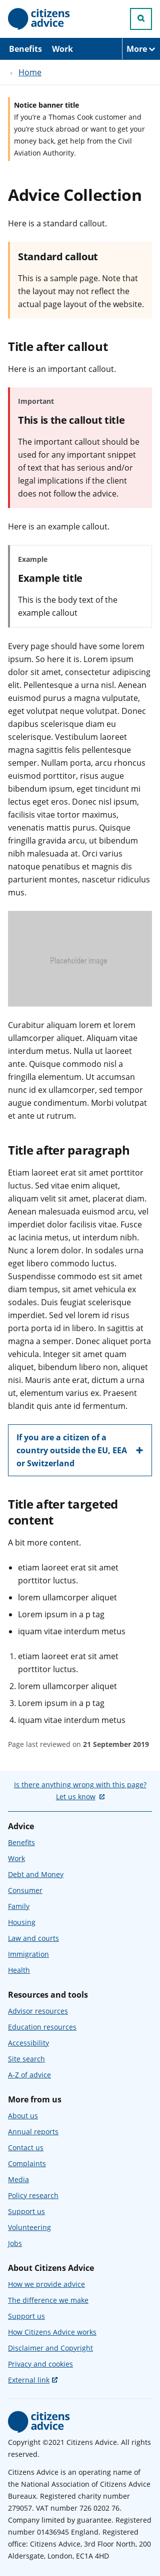 citizens
advice
Benefits Work More
Home
Notice banner title
If you're a Thomas Cook customer and
you're stuck abroad or want to get your
money back, get help from the Civil
Aviation Authority.
Advice Collection
Here is a standard callout.
Standard callout
This is a sample page. Note that
the layout may not reflect the
actual page layout of the website.
Title after callout
Here is an important callout.
Important
This is the callout title
The important callout should be
used for any important snippet
of text that has serious and/or
legal implications if the client
does not follow the advice.
Here is an example callout.
Example
Example title
This is the body text of the
example callout
Every page should have some lorem
ipsum. So here it is. Lorem ipsum
dolor sit amet, consectetur adipiscing
elit. Pellentesque a urna nisl. Aenean
euismod purus a magna vulputate,
eget volutpat neque volutpat. Donec
dapibus scelerisque diam eu
scelerisque. Vestibulum laoreet
magna sagittis felis pellentesque
semper. Nullam porta, arcu rhoncus
euismod porttitor, risus augue
bibendum ipsum, eget tincidunt mi
lectus eget eros. Donec nisl ipsum,
facilisis vitae tortor maximus,
venenatis mattis purus. Quisque
fringilla gravida arcu, ut bibendum
nibh malesuada at. Orci varius
natoque penatibus et magnis dis
parturient montes, nascetur ridiculus
mus.
Placeholder image
Curabitur aliquam lorem et lorem
ullamcorper aliquet. Aliquam vitae
interdum metus. Nulla ut laoreet
ante. Quisque commodo nisl a
fringilla elementum. Ut accumsan
nunc id lectus ullamcorper, sed tempor
augue condimentum. Morbi volutpat
et ante ut rutrum.
Title after paragraph
Etiam laoreet erat sit amet porttitor
luctus. Sed vitae enim aliquet,
aliquam velit sit amet, placerat diam.
Aenean malesuada euismod arcu, vel
imperdiet dolor facilisis vitae. Fusce
ac lacinia metus, ut interdum nibh.
Nunc a lorem dolor. In sodales urna
eget libero commodo luctus.
Suspendisse commodo est sit amet
diam tempus, sit amet vehicula ex
sodales. Duis feugiat scelerisque
imperdiet. Sed vel lorem id risus
porta porta id in libero. In sagittis at
magna a semper. Donec aliquet porta
vehicula. Integer sit amet quam
aliquet, bibendum libero non, aliquet
nisi. Mauris ante erat, dictum a urna
ut, elementum varius ex. Praesent
blandit quis ante id fermentum.
If you are a citizen of a
country outside the EU, EEA
or Switzerland
Title after targeted
content
A bit more content.
• etiam laoreet erat sit amet
porttitor luctus.
• lorem ullamcorper aliquet
• Lorem ipsum in a p tag
• iquam vitae interdum metus
1. etiam laoreet erat sit amet
porttitor luctus.
2. lorem ullamcorper aliquet
3. Lorem ipsum in a p tag
4. iquam vitae interdum metus
Page last reviewed on 21 September 2019
Is there anything wrong with this page?
Let us know
Advice
Benefits
Work
Debt and Money
Consumer
Family
Housing
Law and courts
Immigration
Health
Resources and tools
Advisor resources
Education resources
Accessibility
Site search
A-Z of advice
More from us
About us
Annual reports
Contact us
Complaints
Media
Policy research
Support us
Volunteering
Jobs
About Citizens Advice
How we provide advice
The difference we make
Support us
How Citizens Advice works
Disclaimer and Copyright
Privacy and cookies
External link
citizens
advice
Copyright ©2021 Citizens Advice. All rights
reserved.
Citizens Advice is an operating name of
the National Association of Citizens Advice
Bureaux. Registered charity number
279057. VAT number 726 0202 76.
Company limited by guarantee. Registered
number 01436945 England. Registered
office: Citizens Advice, 3rd Floor North, 200
Aldersgate, London, EC1A 4HD